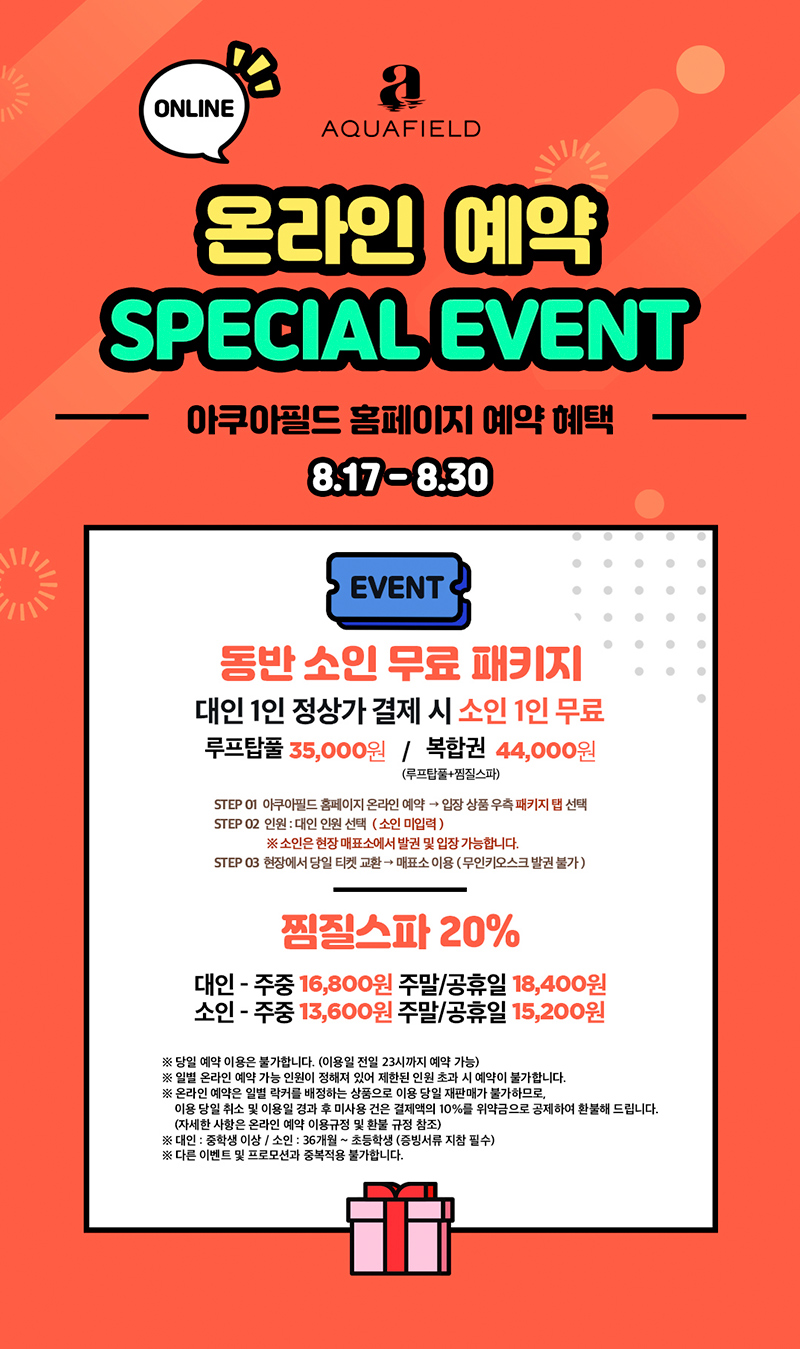 ONLINE
a
AQUAFIELD
온라인 예약
SPECIAL EVENT
아쿠아필드 홈페이지 예약 혜택
8.17 - 8.30
EVENT
동반 소인 무료 패키지
대인 1인 정상가 결제 시 소인 1인 무료
루프탑풀 35,000원 / 복합권 44,000원
(루프탑풀+찜질스파)
STEP 01 아쿠아필드 홈페이지 온라인 예약 → 입장 상품 우측 패키지 탭 선택
STEP 02 인원 : 대인 인원 선택 ( 소인 미입력 )
※ 소인은 현장 매표소에서 발권 및 입장 가능합니다.
STEP 03 현장에서 당일 티켓 교환 → 매표소 이용 ( 무인키오스크 발권 불가 )
찜질스파 20%
대인 - 주중 16,800원 주말/공휴일 18,400원
소인 - 주중 13,600원 주말/공휴일 15,200원
※ 당일 예약 이용은 불가합니다. (이용일 전일 23시까지 예약 가능)
※ 일별 온라인 예약 가능 인원이 정해져 있어 제한된 인원 초과 시 예약이 불가합니다.
※ 온라인 예약은 일별 락커를 배정하는 상품으로 이용 당일 재판매가 불가하므로,
이용 당일 취소 및 이용일 경과 후 미사용 건은 결제액의 10%를 위약금으로 공제하여 환불해 드립니다.
(자세한 사항은 온라인 예약 이용규정 및 환불 규정 참조)
※ 대인 : 중학생 이상 / 소인 : 36개월 ~ 초등학생 (증빙서류 지참 필수)
※ 다른 이벤트 및 프로모션과 중복적용 불가합니다.